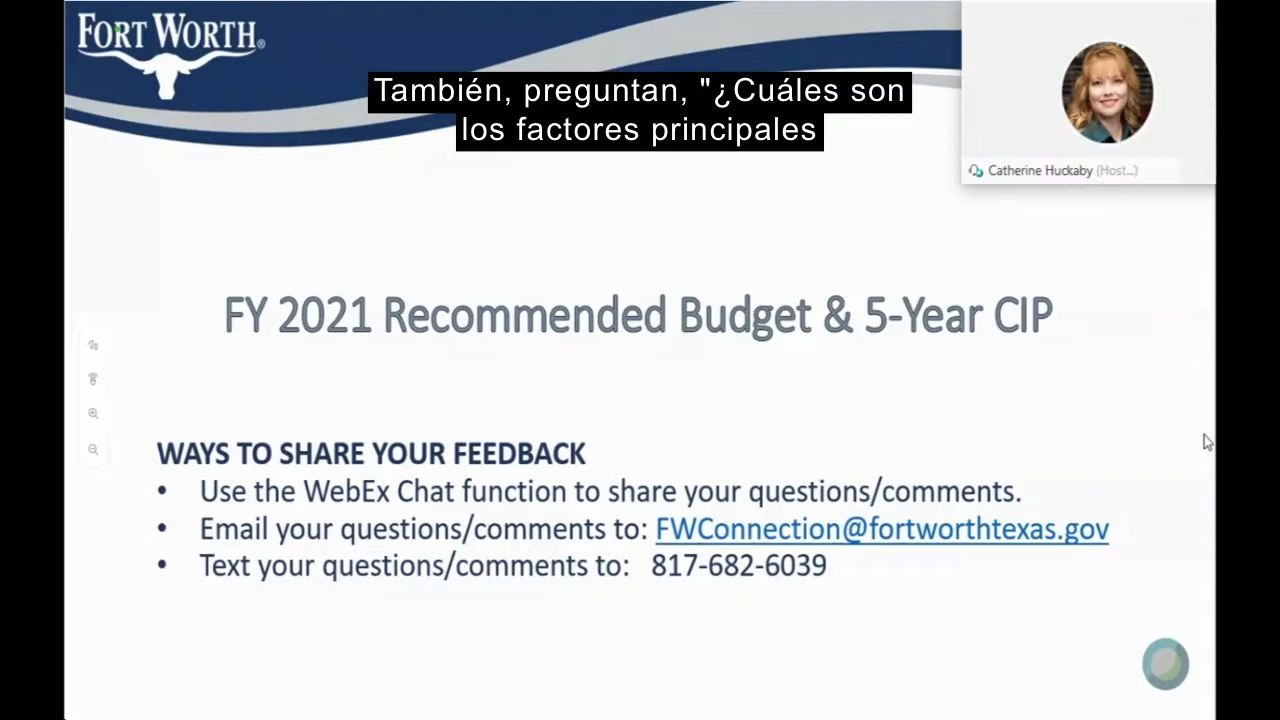 FORT WORTH®
También, preguntan, "¿Cuáles son
los factores principales
Catherine Huckaby (Host...)
FY 2021 Recommended Budget & 5-Year CIP
WAYS TO SHARE YOUR FEEDBACK
• Use the WebEx Chat function to share your questions/comments.
• Email your questions/comments to: FWConnection@fortworthtexas.gov
• Text your questions/comments to: 817-682-6039